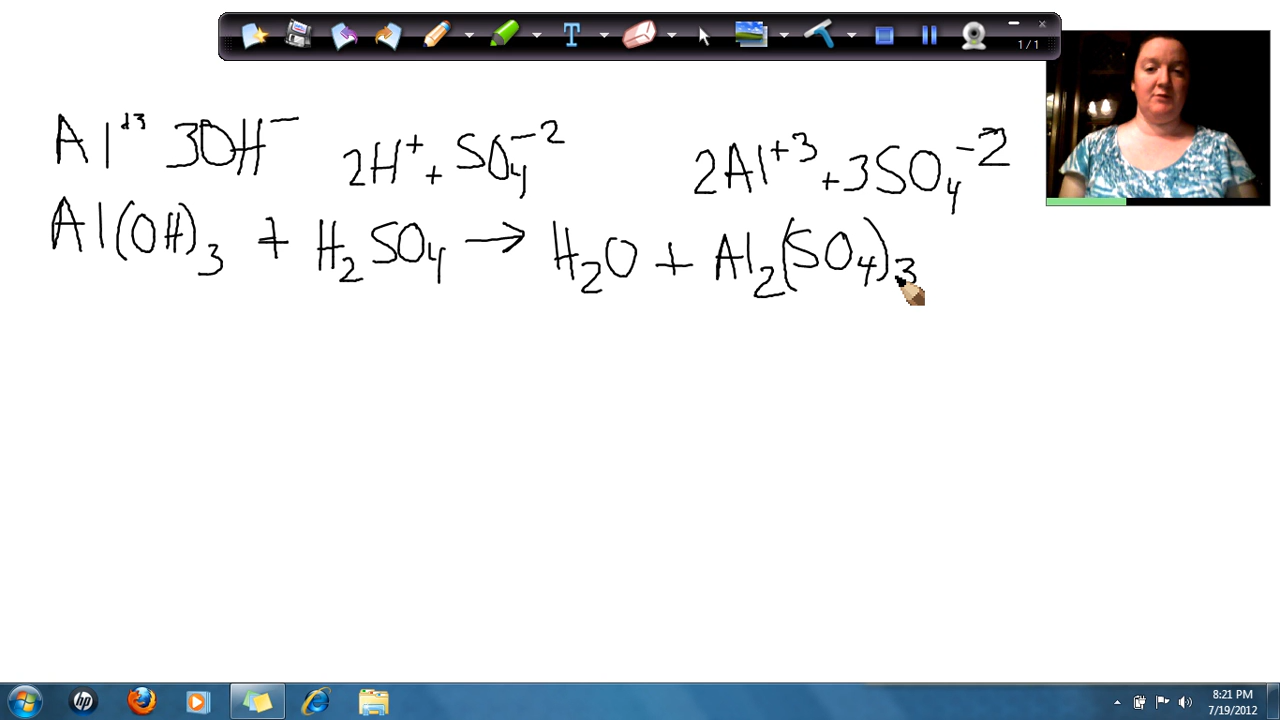 1/1
Al⁺³ 3OH⁻ 2H⁺ + SO₄⁻² 2Al⁺³ + 3SO₄⁻²
Al(OH)₃ + H₂SO₄ → H₂O + Al₂(SO₄)₃
8:21 PM
7/19/2012